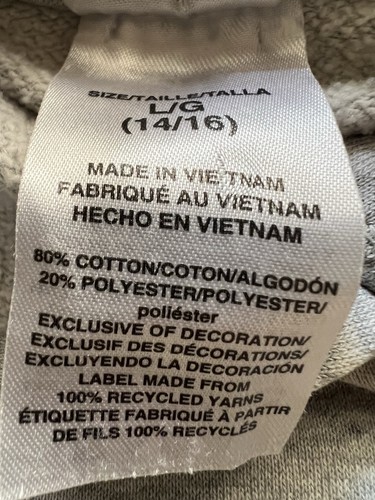 SIZE/TAILLE/TALLA
L/G
(14/16)
MADE IN VIETNAM
FABRIQUÉ AU VIETNAM
HECHO EN VIETNAM
80% COTTON/COTON/ALGODÓN
20% POLYESTER/POLYESTER/
poliéster
EXCLUSIVE OF DECORATION/
EXCLUSIF DES DÉCORATIONS/
EXCLUYENDO LA DECORACIÓN
LABEL MADE FROM
100% RECYCLED YARNS
ÉTIQUETTE FABRIQUÉ À PARTIR
DE FILS 100% RECYCLÉS